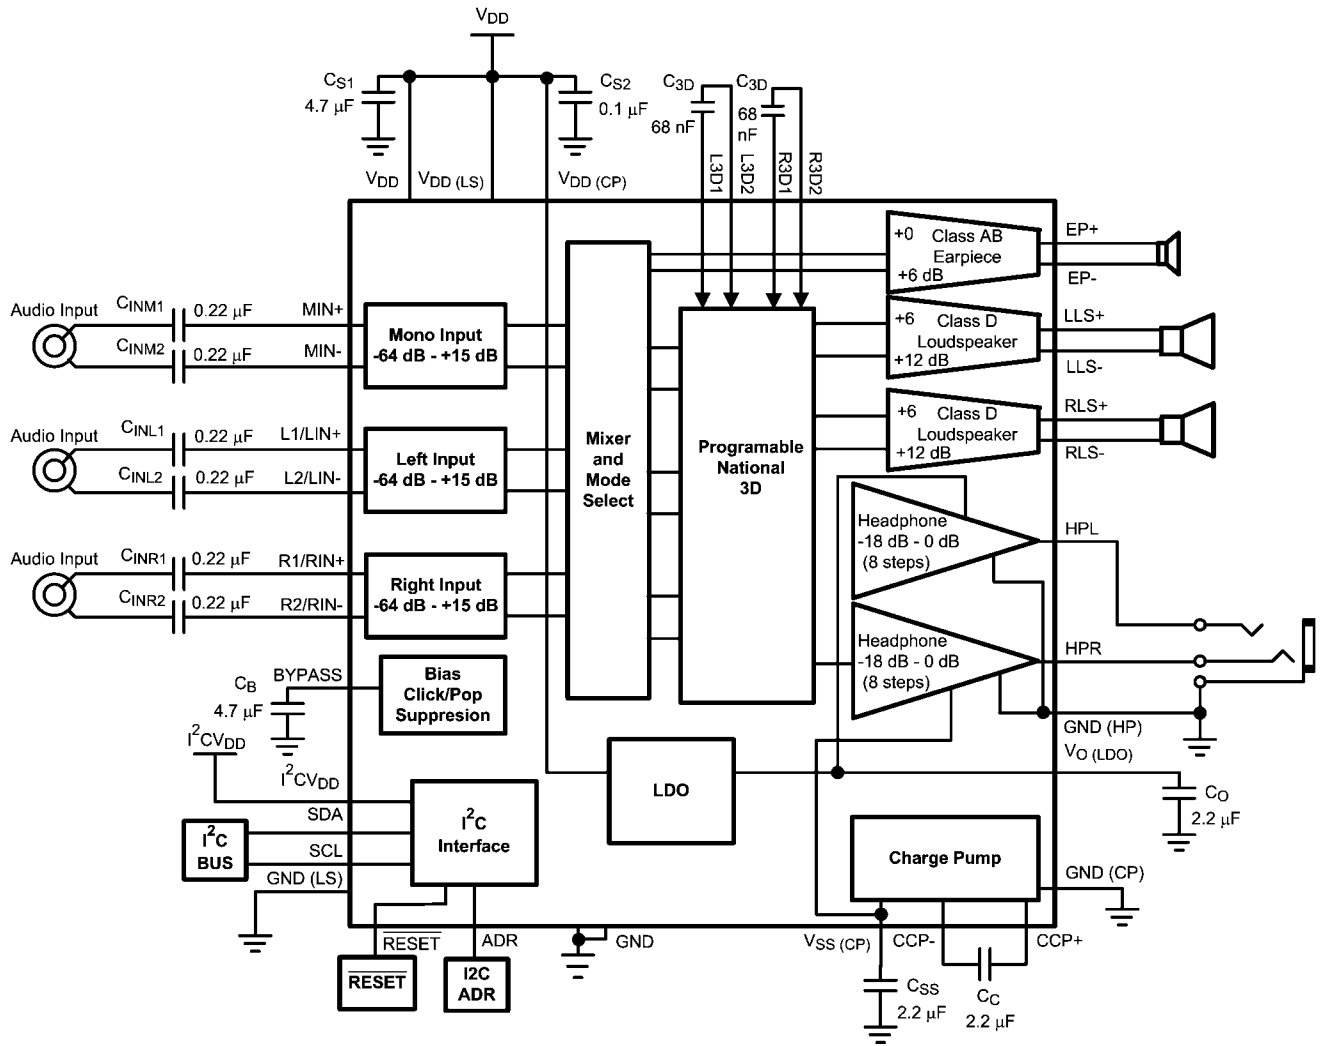 VDD
CS1
4.7 µF
CS2
0.1 µF
C3D
68 nF
C3D
68
nF
VDD
VDD (LS)
VDD (CP)
L3D1
L3D2
R3D1
R3D2
Audio Input
CINM1
0.22 µF
MIN+
CINM2
0.22 µF
MIN-
Mono Input
-64 dB - +15 dB
Audio Input
CINL1
0.22 µF
L1/LIN+
CINL2
0.22 µF
L2/LIN-
Left Input
-64 dB - +15 dB
Audio Input
CINR1
0.22 µF
R1/RIN+
CINR2
0.22 µF
R2/RIN-
Right Input
-64 dB - +15 dB
Mixer
and
Mode
Select
Programable
National
3D
+0
Class AB
Earpiece
+6 dB
EP+
EP-
+6
Class D
Loudspeaker
+12 dB
LLS+
LLS-
+6
Class D
Loudspeaker
+12 dB
RLS+
RLS-
Headphone
-18 dB - 0 dB
(8 steps)
HPL
Headphone
-18 dB - 0 dB
(8 steps)
HPR
GND (HP)
VO (LDO)
BYPASS
CB
4.7 µF
Bias
Click/Pop
Suppresion
I2CVDD
I2CVDD
SDA
I2C
BUS
SCL
GND (LS)
I2C
Interface
LDO
CO
2.2 µF
Charge Pump
GND (CP)
RESET
ADR
GND
VSS (CP)
CCP-
CCP+
RESET
I2C
ADR
CSS
2.2 µF
CC
2.2 µF